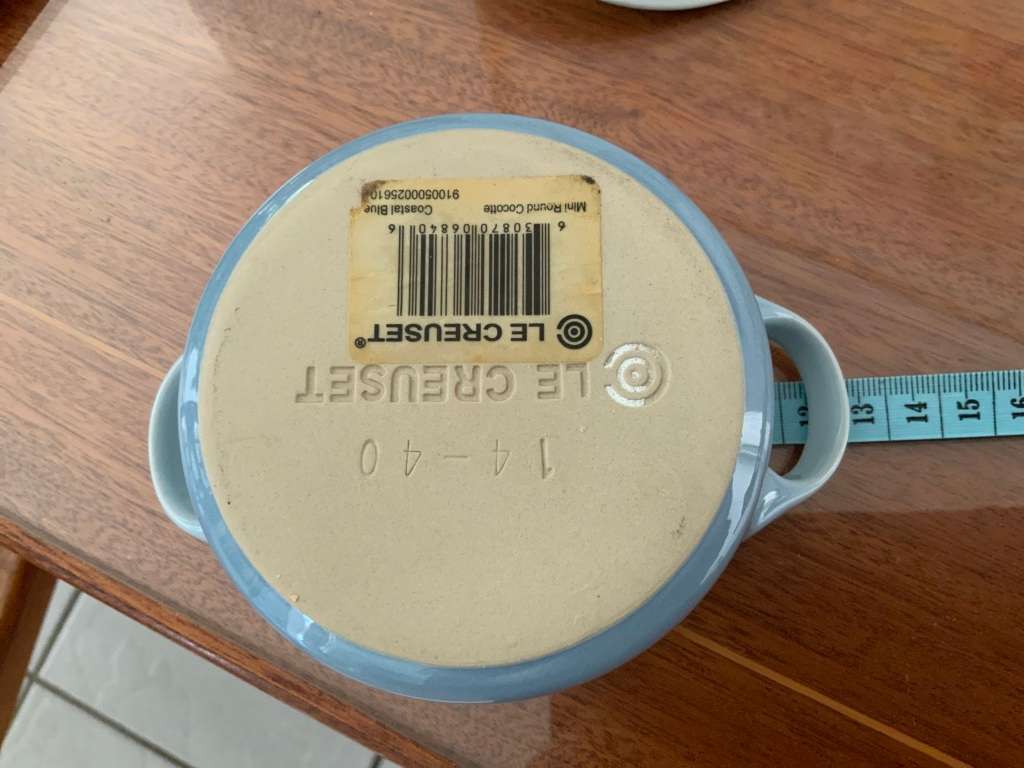 14-40
LE CREUSET
LE CREUSET®
6 30870 06840 6
Mini Round Cocotte Coastal Blue
9100500025610
12 13 14 15 16